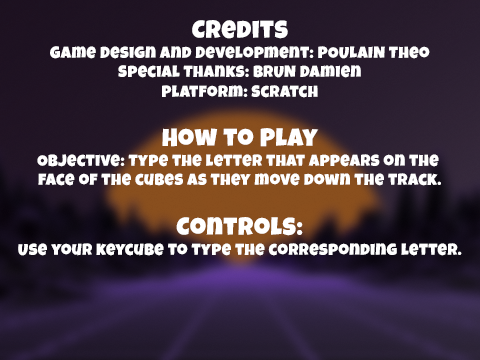 Credits
Game Design and Development: Poulain Theo
Special Thanks: Brun Damien
Platform: Scratch
How to Play
Objective: Type the letter that appears on the
face of the cubes as they move down the track.
Controls:
Use your Keycube to type the corresponding letter.